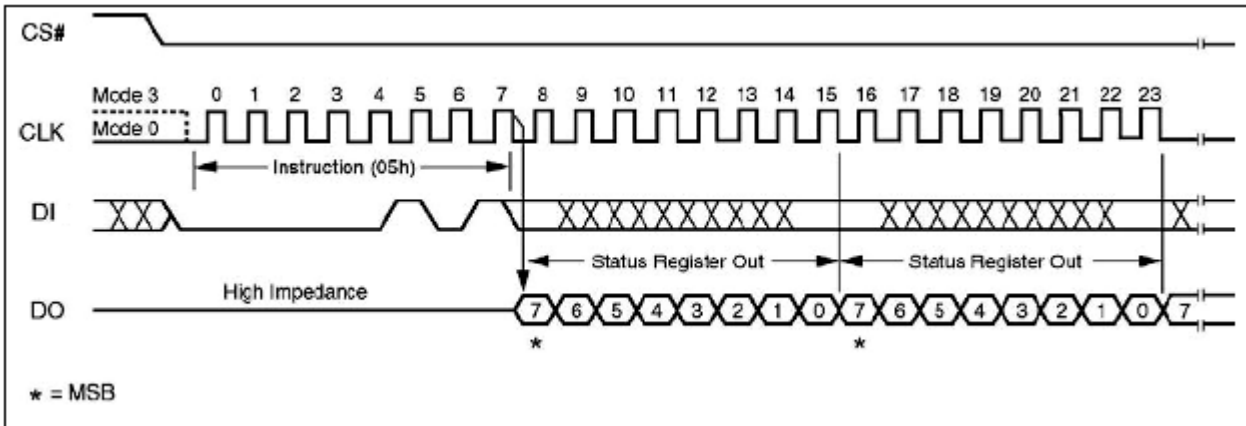 CS#
Mode 3 0 1 2 3 4 5 6 7 8 9 10 11 12 13 14 15 16 17 18 19 20 21 22 23
CLK Mode 0
Instruction (05h)
DI
Status Register Out Status Register Out
High Impedance
DO 7 6 5 4 3 2 1 0 7 6 5 4 3 2 1 0 7
* *
* = MSB